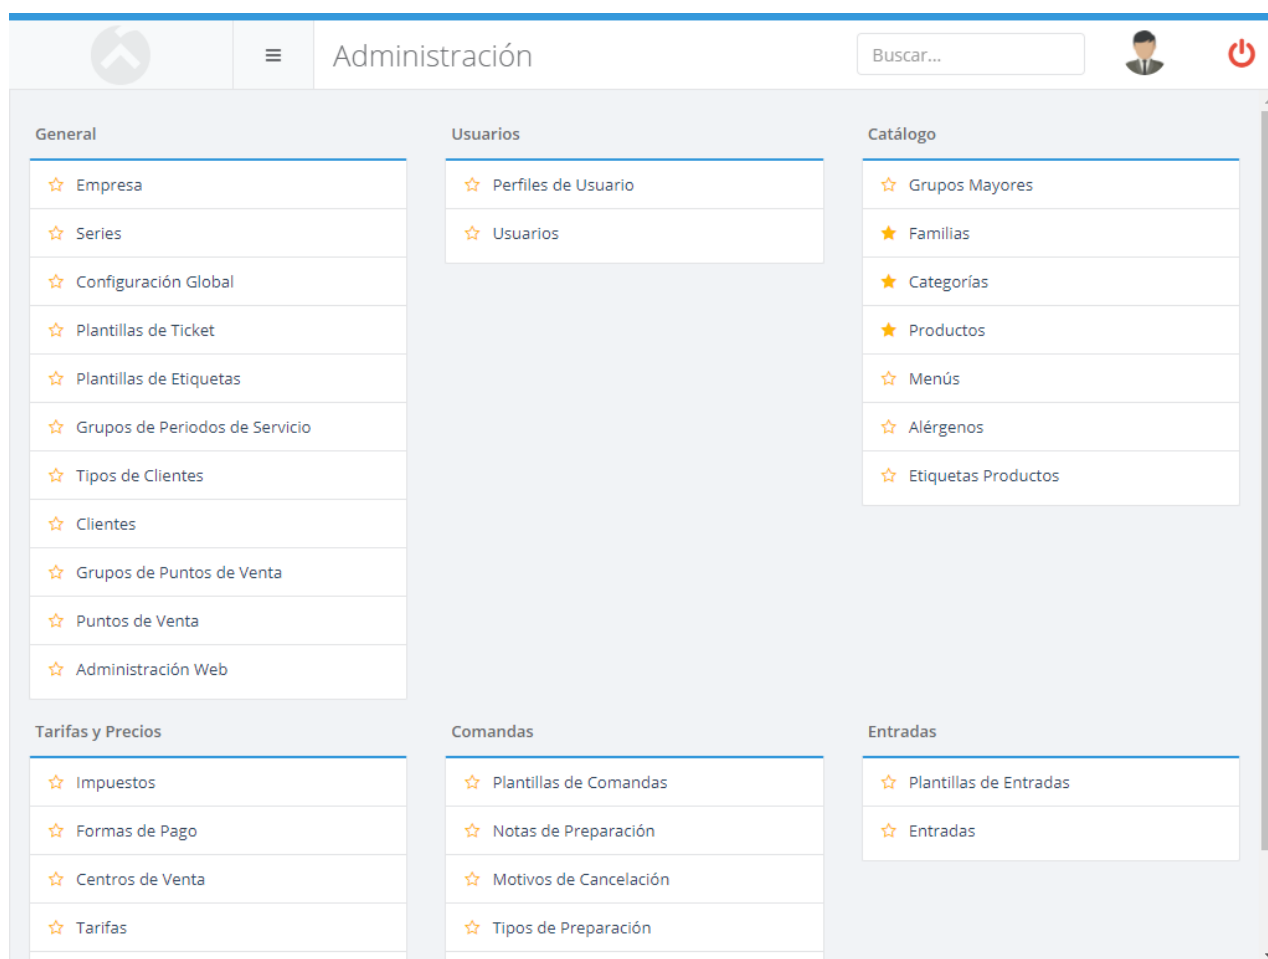 Administración
Buscar...
General
Empresa
Series
Configuración Global
Plantillas de Ticket
Plantillas de Etiquetas
Grupos de Periodos de Servicio
Tipos de Clientes
Clientes
Grupos de Puntos de Venta
Puntos de Venta
Administración Web
Usuarios
Perfiles de Usuario
Usuarios
Catálogo
Grupos Mayores
Familias
Categorías
Productos
Menús
Alérgenos
Etiquetas Productos
Tarifas y Precios
Impuestos
Formas de Pago
Centros de Venta
Tarifas
Comandas
Plantillas de Comandas
Notas de Preparación
Motivos de Cancelación
Tipos de Preparación
Entradas
Plantillas de Entradas
Entradas